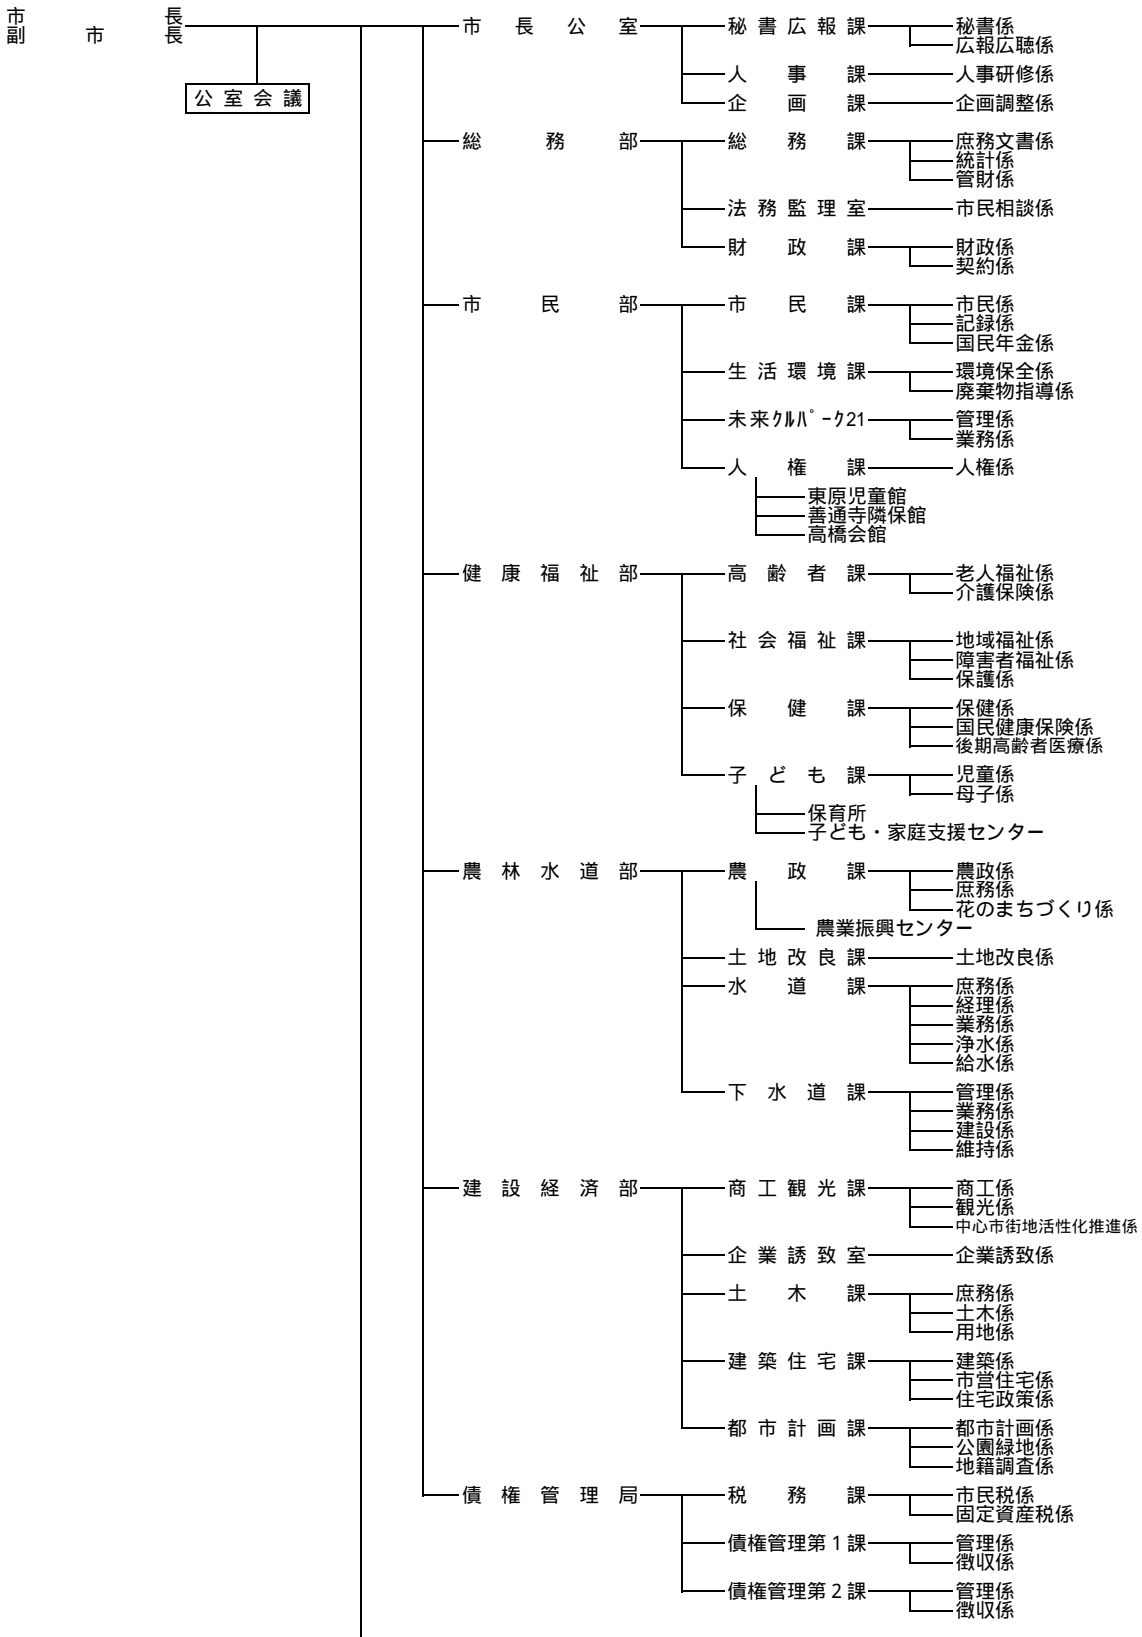 市長 市長公室 秘書広報課 秘書係
副市長 広報広聴係
人事課 人事研修係
公室会議 企画課 企画調整係
総務部 総務課 庶務文書係
統計係
管財係
法務監理室 市民相談係
財政課 財政係
契約係
市民部 市民課 市民係
記録係
国民年金係
生活環境課 環境保全係
廃棄物指導係
未来ｸﾙﾊﾟｰｸ21 管理係
業務係
人権課 人権係
東原児童館
善通寺隣保館
高橋会館
健康福祉部 高齢者課 老人福祉係
介護保険係
社会福祉課 地域福祉係
障害者福祉係
保護係
保健課 保健係
国民健康保険係
後期高齢者医療係
子ども課 児童係
母子係
保育所
子ども・家庭支援センター
農林水道部 農政課 農政係
庶務係
花のまちづくり係
農業振興センター
土地改良課 土地改良係
水道課 庶務係
経理係
業務係
浄水係
給水係
下水道課 管理係
業務係
建設係
維持係
建設経済部 商工観光課 商工係
観光係
中心市街地活性化推進係
企業誘致室 企業誘致係
土木課 庶務係
土木係
用地係
建築住宅課 建築係
市営住宅係
住宅政策係
都市計画課 都市計画係
公園緑地係
地籍調査係
債権管理局 税務課 市民税係
固定資産税係
債権管理第１課 管理係
徴収係
債権管理第２課 管理係
徴収係